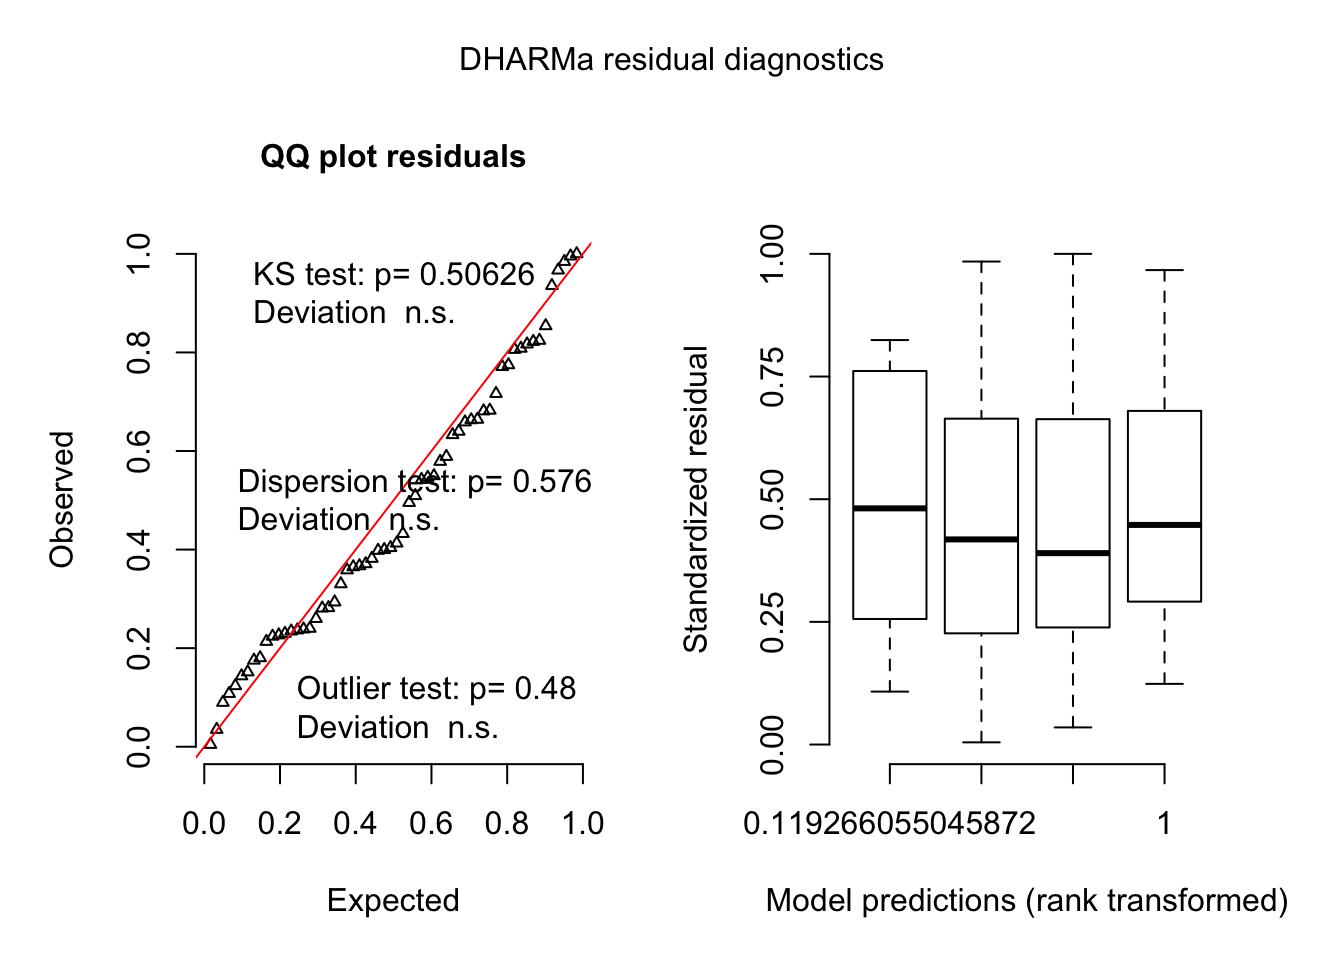 DHARMa residual diagnostics
QQ plot residuals
KS test: p= 0.50626
Deviation n.s.
Dispersion test: p= 0.576
Deviation n.s.
Outlier test: p= 0.48
Deviation n.s.
Observed
1.0
0.8
0.6
0.4
0.2
0.0
0.0 0.2 0.4 0.6 0.8 1.0
Expected
Standardized residual
1.00
0.75
0.50
0.25
0.00
0.119266055045872 1
Model predictions (rank transformed)